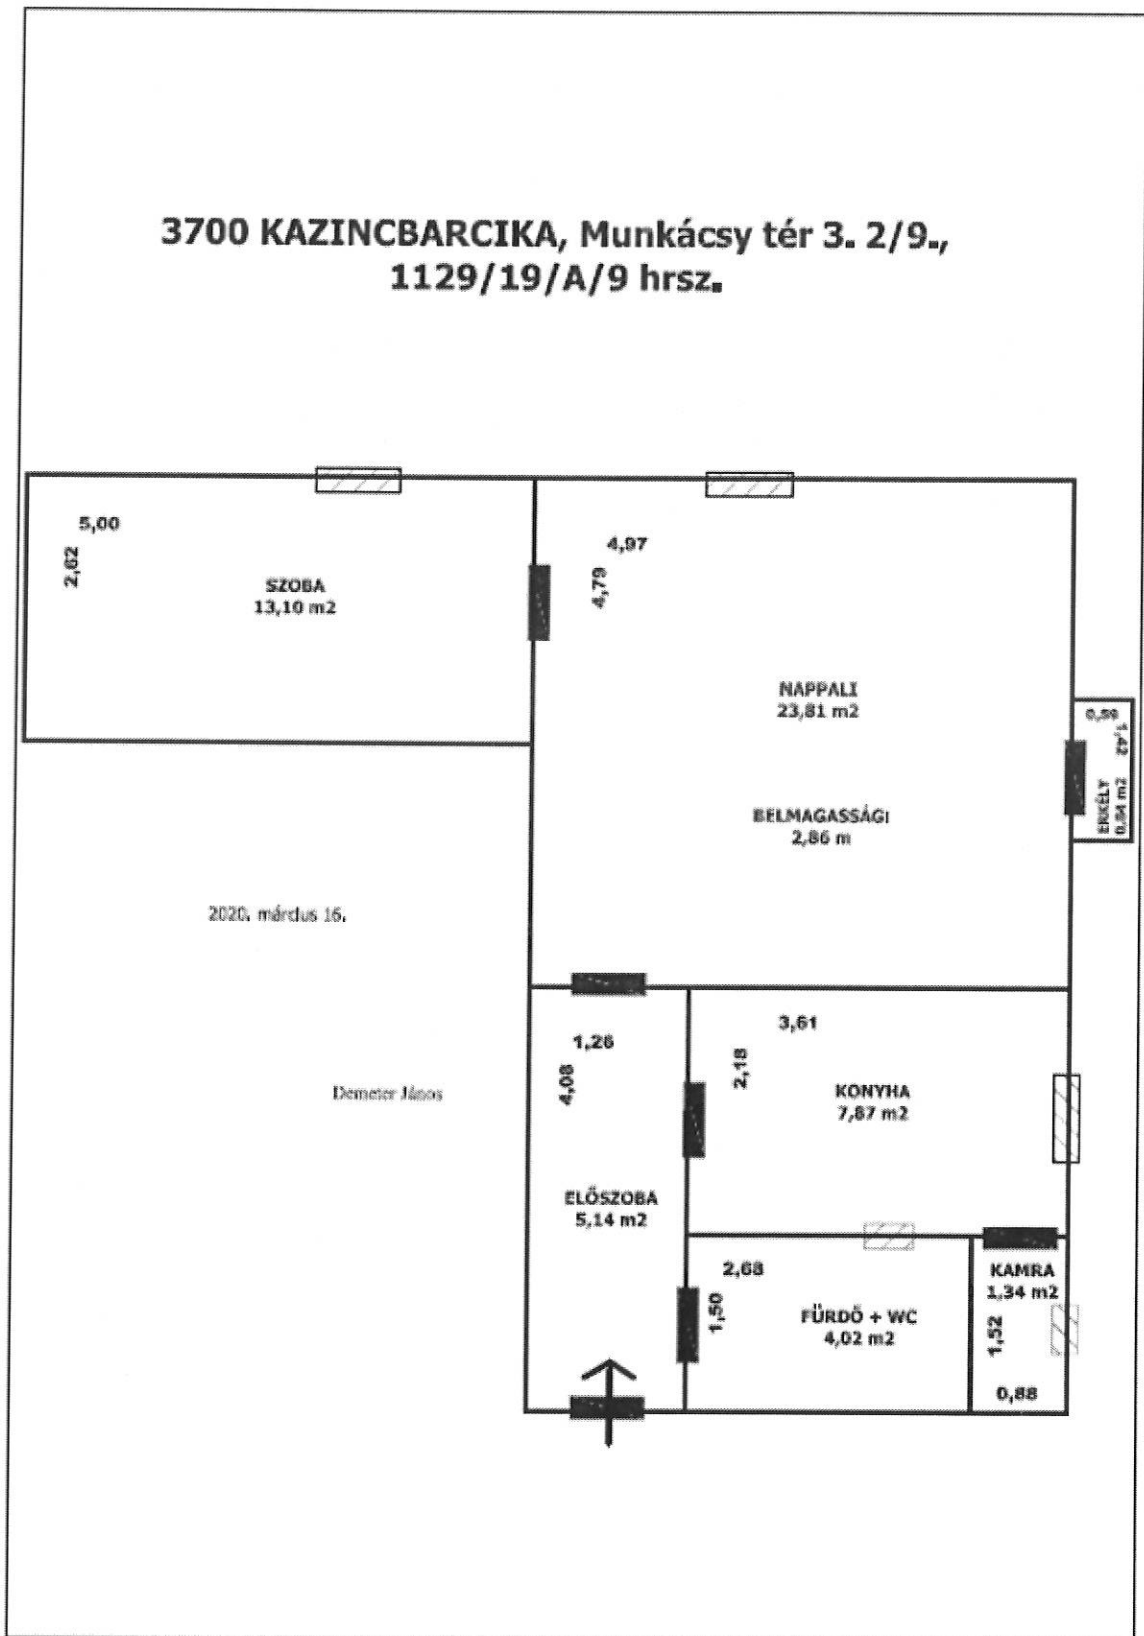 3700 KAZINCBARCIKA, Munkácsy tér 3. 2/9.,
1129/19/A/9 hrsz.
5,00
2,62
SZOBA
13,10 m2
4,97
4,79
NAPPALI
23,81 m2
BELMAGASSÁG:
2,86 m
0,59
1,42
ERKÉLY
0,84 m2
2020. március 16.
Demeter János
1,26
4,08
ELŐSZOBA
5,14 m2
3,61
2,18
KONYHA
7,87 m2
2,68
1,50
FÜRDŐ + WC
4,02 m2
KAMRA
1,34 m2
1,52
0,88